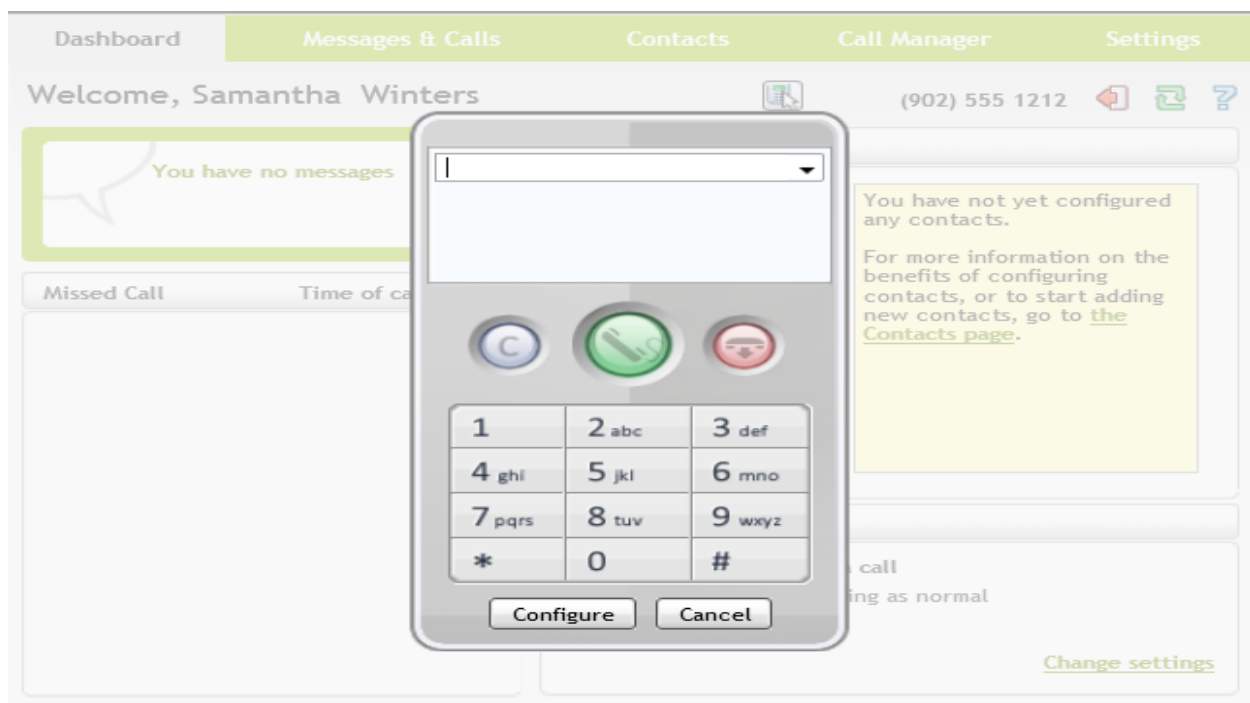 Dashboard Messages & Calls Contacts Call Manager Settings
Welcome, Samantha Winters (902) 555 1212 ?
You have no messages
Missed Call Time of ca
You have not yet configured
any contacts.
For more information on the
benefits of configuring
contacts, or to start adding
new contacts, go to the
Contacts page.
C
1 2 abc 3 def
4 ghi 5 jkl 6 mno
7 pqrs 8 tuv 9 wxyz
* 0 #
Configure Cancel
call
ing as normal
Change settings